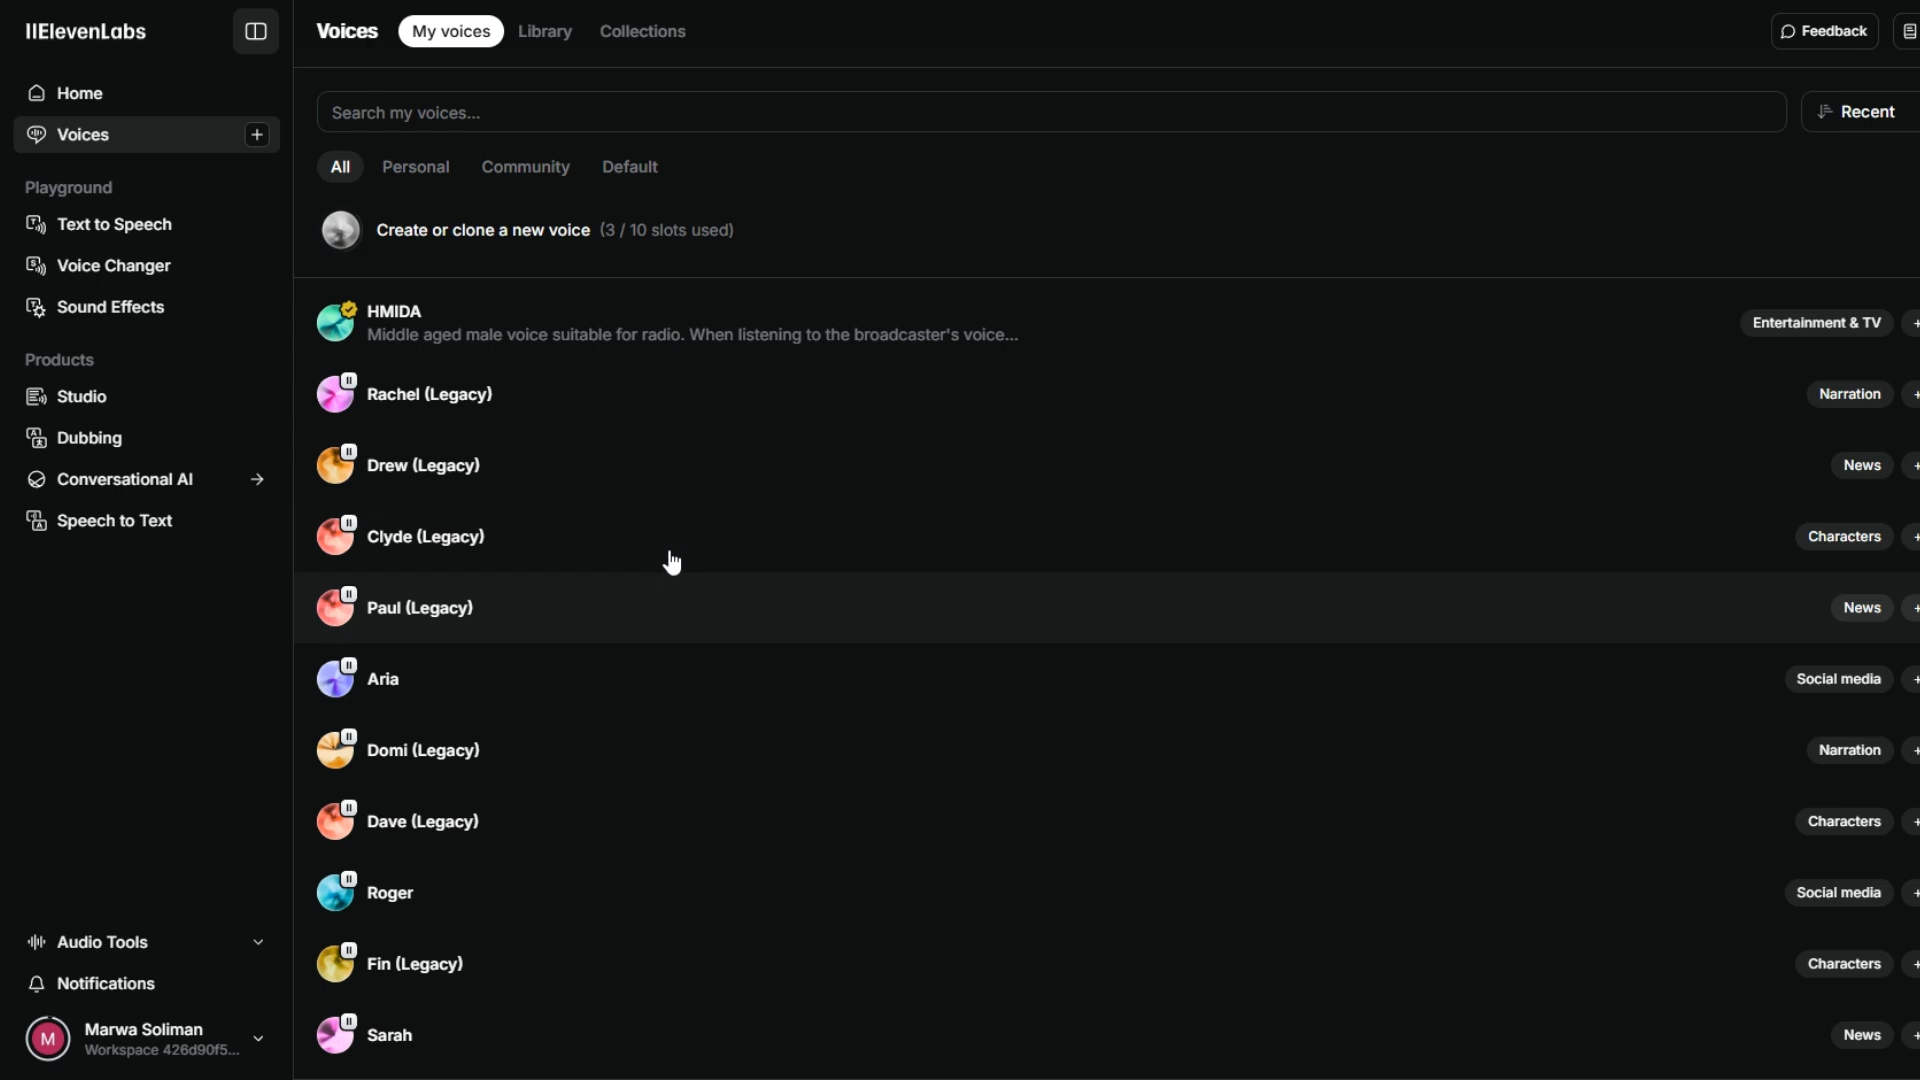 IIElevenLabs
Home
Voices
Playground
Text to Speech
Voice Changer
Sound Effects
Products
Studio
Dubbing
Conversational AI
Speech to Text
Audio Tools
Notifications
M
Marwa Soliman
Workspace 426d90f5...
Voices My voices Library Collections
Feedback
Search my voices...
Recent
All Personal Community Default
Create or clone a new voice (3 / 10 slots used)
HMIDA
Middle aged male voice suitable for radio. When listening to the broadcaster's voice...
Entertainment & TV +
Rachel (Legacy) Narration +
Drew (Legacy) News +
Clyde (Legacy) Characters +
Paul (Legacy) News +
Aria Social media +
Domi (Legacy) Narration +
Dave (Legacy) Characters +
Roger Social media +
Fin (Legacy) Characters +
Sarah News +